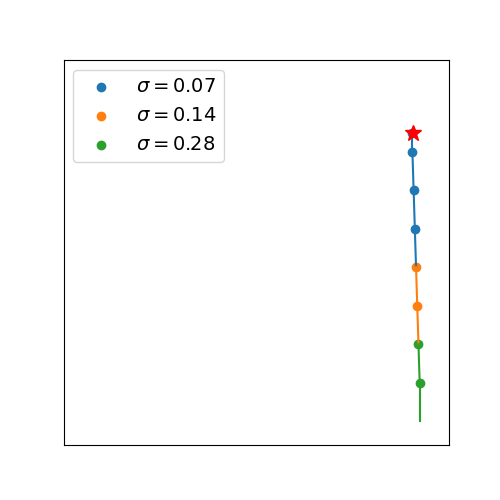 σ = 0.07
σ = 0.14
σ = 0.28